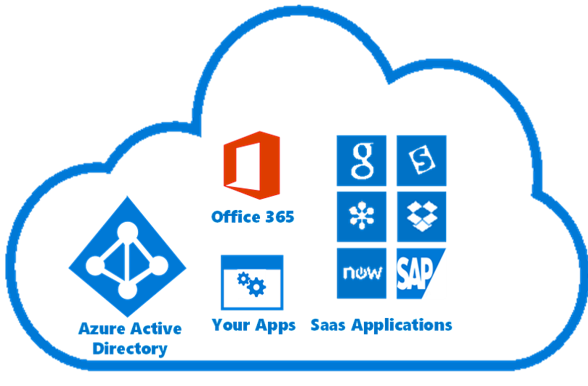 Office 365
g
S
now
SAP
Azure Active
Directory
Your Apps
Saas Applications